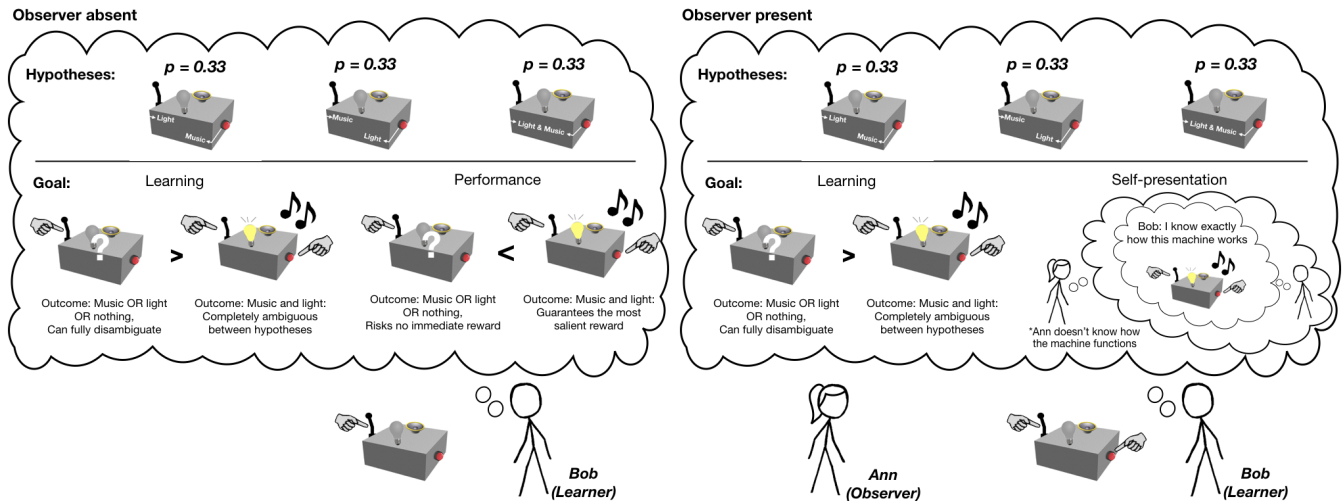 Observer absent
Hypotheses:
p = 0.33
p = 0.33
p = 0.33
Light
Music
Music
Light
Light & Music
Goal:
Learning
Performance
?
>
?
<
Outcome: Music OR light
OR nothing,
Can fully disambiguate
Outcome: Music and light:
Completely ambiguous
between hypotheses
Outcome: Music OR light
OR nothing,
Risks no immediate reward
Outcome: Music and light:
Guarantees the most
salient reward
Bob
(Learner)
Observer present
Hypotheses:
p = 0.33
p = 0.33
p = 0.33
Light
Music
Music
Light
Light & Music
Goal:
Learning
Self-presentation
?
>
Outcome: Music OR light
OR nothing,
Can fully disambiguate
Outcome: Music and light:
Completely ambiguous
between hypotheses
Bob: I know exactly
how this machine works
*Ann doesn't know how
the machine functions
Ann
(Observer)
Bob
(Learner)